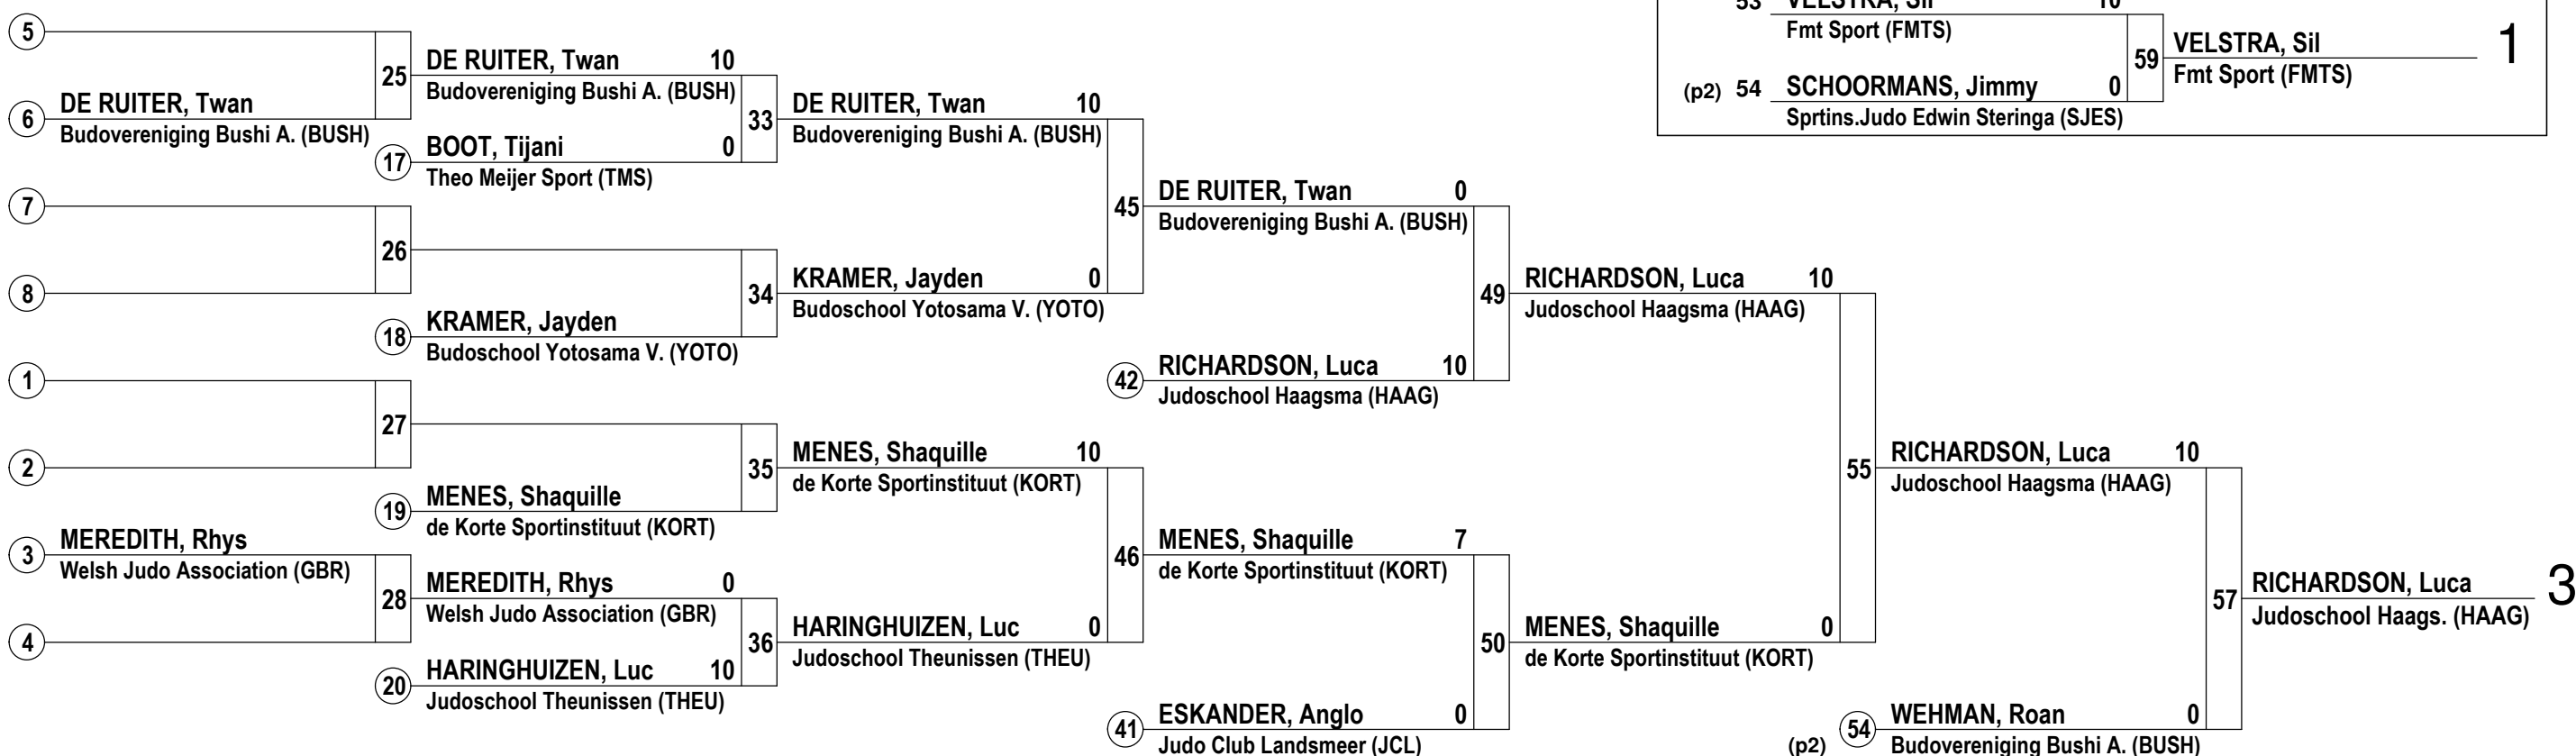 53 VELSTRA, Sil 10
Fmt Sport (FMTS)
59 VELSTRA, Sil 1
Fmt Sport (FMTS)
(p2) 54 SCHOORMANS, Jimmy 0
Sprtins.Judo Edwin Steringa (SJES)
5
25 DE RUITER, Twan 10
Budovereniging Bushi A. (BUSH)
6 DE RUITER, Twan
Budovereniging Bushi A. (BUSH)
33 DE RUITER, Twan 10
Budovereniging Bushi A. (BUSH)
17 BOOT, Tijani 0
Theo Meijer Sport (TMS)
7
45 DE RUITER, Twan 0
Budovereniging Bushi A. (BUSH)
26
8
34 KRAMER, Jayden 0
Budoschool Yotosama V. (YOTO)
49 RICHARDSON, Luca 10
Judoschool Haagsma (HAAG)
18 KRAMER, Jayden
Budoschool Yotosama V. (YOTO)
1
42 RICHARDSON, Luca 10
Judoschool Haagsma (HAAG)
27
2
35 MENES, Shaquille 10
de Korte Sportinstituut (KORT)
55 RICHARDSON, Luca 10
Judoschool Haagsma (HAAG)
19 MENES, Shaquille
de Korte Sportinstituut (KORT)
3 MEREDITH, Rhys
Welsh Judo Association (GBR)
46 MENES, Shaquille 7
de Korte Sportinstituut (KORT)
28 MEREDITH, Rhys 0
Welsh Judo Association (GBR)
57 RICHARDSON, Luca 3
Judoschool Haags. (HAAG)
4
36 HARINGHUIZEN, Luc 0
Judoschool Theunissen (THEU)
50 MENES, Shaquille 0
de Korte Sportinstituut (KORT)
20 HARINGHUIZEN, Luc 10
Judoschool Theunissen (THEU)
41 ESKANDER, Anglo 0
Judo Club Landsmeer (JCL)
(p2) 54 WEHMAN, Roan 0
Budovereniging Bushi A. (BUSH)